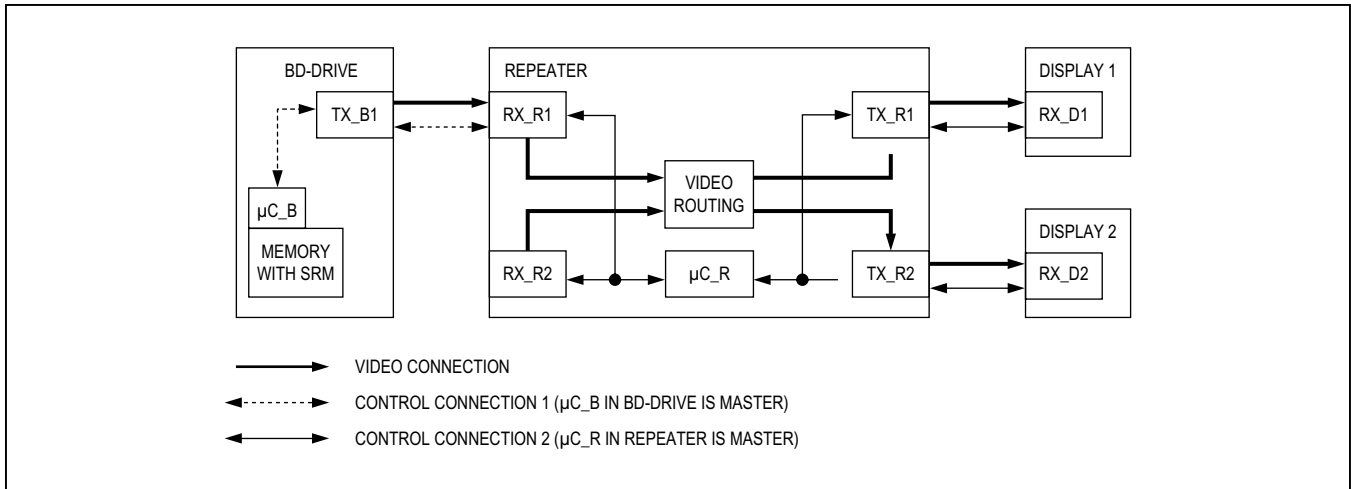 BD-DRIVE
TX_B1
µC_B
MEMORY
WITH SRM
REPEATER
RX_R1
RX_R2
VIDEO
ROUTING
µC_R
TX_R1
TX_R2
DISPLAY 1
RX_D1
DISPLAY 2
RX_D2
VIDEO CONNECTION
CONTROL CONNECTION 1 (µC_B IN BD-DRIVE IS MASTER)
CONTROL CONNECTION 2 (µC_R IN REPEATER IS MASTER)